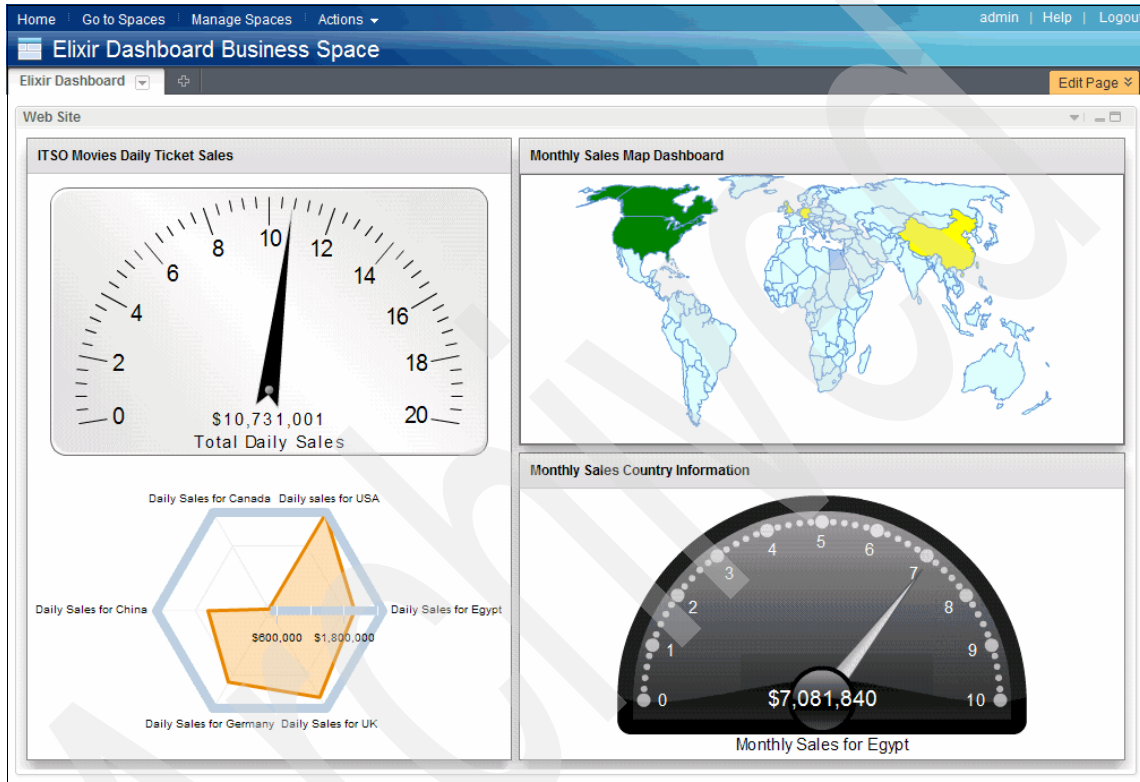 Home Go to Spaces Manage Spaces Actions
admin | Help | Logout
Elixir Dashboard Business Space
Elixir Dashboard
Edit Page
Web Site
ITSO Movies Daily Ticket Sales
0 2 4 6 8 10 12 14 16 18 20
$10,731,001
Total Daily Sales
Daily Sales for Canada Daily sales for USA
Daily Sales for China
Daily Sales for Egypt
$600,000 $1,800,000
Daily Sales for Germany Daily Sales for UK
Monthly Sales Map Dashboard
Monthly Sales Country Information
0 1 2 3 4 5 6 7 8 9 10
$7,081,840
Monthly Sales for Egypt
Archived